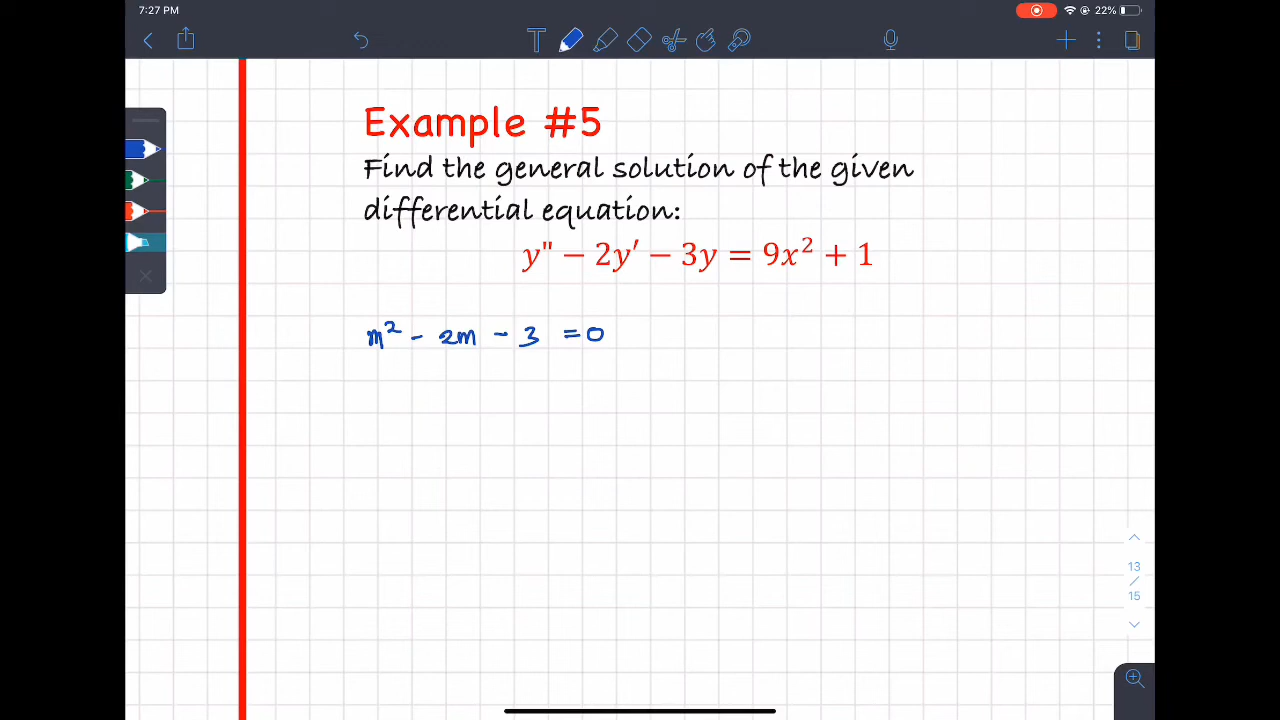 7:27 PM
22%
T
Example #5
Find the general solution of the given
differential equation:
y" − 2y′ − 3y = 9x² + 1
m² - 2m - 3 = 0
13
/
15